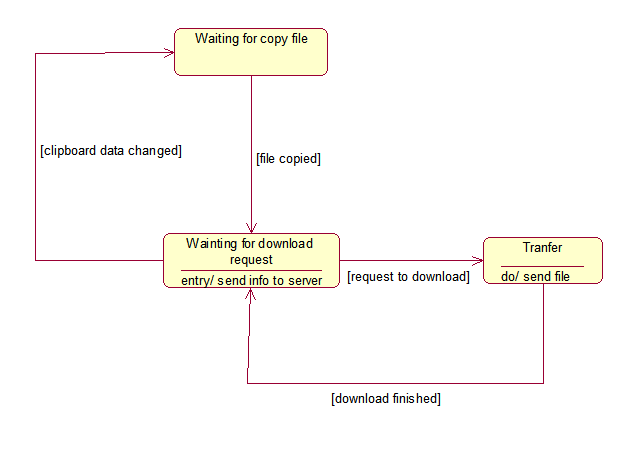 Waiting for copy file
[clipboard data changed]
[file copied]
Wainting for download
request
entry/ send info to server
[request to download]
Tranfer
do/ send file
[download finished]